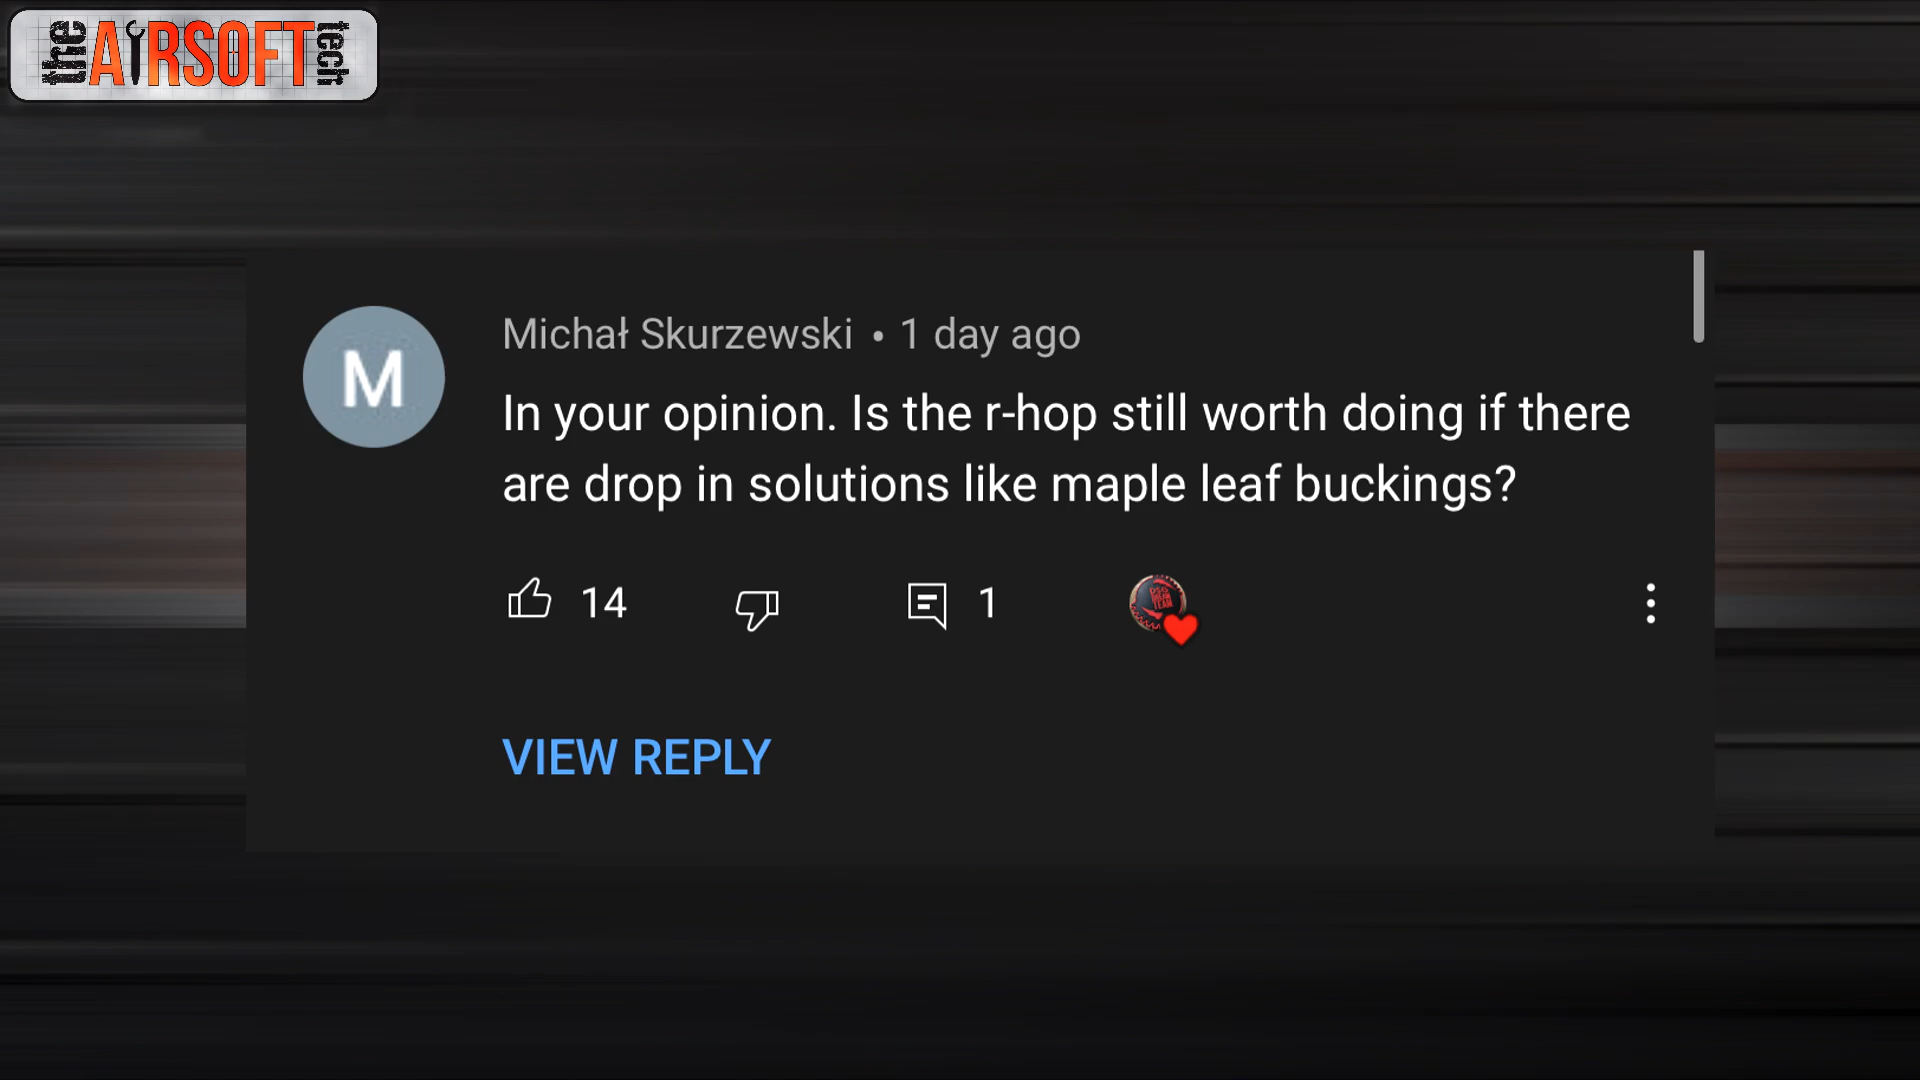 the AiRSOFT tech
Michał Skurzewski • 1 day ago
M
In your opinion. Is the r-hop still worth doing if there
are drop in solutions like maple leaf buckings?
14
1
VIEW REPLY